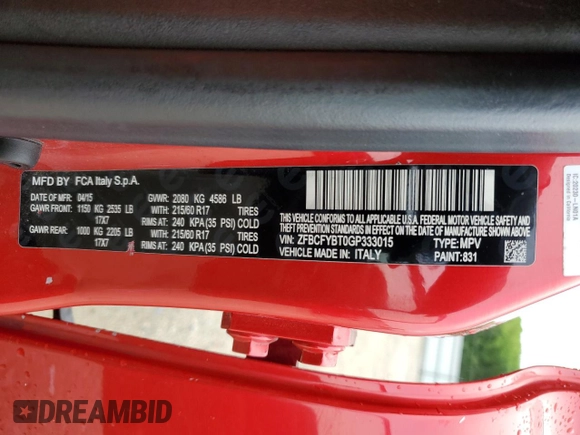 MFD BY FCA Italy S.p.A.
DATE OF MFR: 04/15 GVWR: 2080 KG 4586 LB
GAWR FRONT: 1150 KG 2535 LB WITH: 215/60 R17 TIRES
17X7 RIMS AT: 240 KPA(35 PSI) COLD
GAWR REAR: 1000 KG 2205 LB WITH: 215/60 R17 TIRES
17X7 RIMS AT: 240 KPA(35 PSI) COLD
THIS VEHICLE CONFORMS TO ALL APPLICABLE
U.S.A. FEDERAL MOTOR VEHICLE SAFETY,
BUMPER, AND THEFT PREVENTION STANDARDS IN
EFFECT ON THE DATE OF MANUFACTURE SHOWN ABOVE
VIN: ZFBCFYBT0GP333015 TYPE: MPV
VEHICLE MADE IN: ITALY PAINT:831
DREAMBID